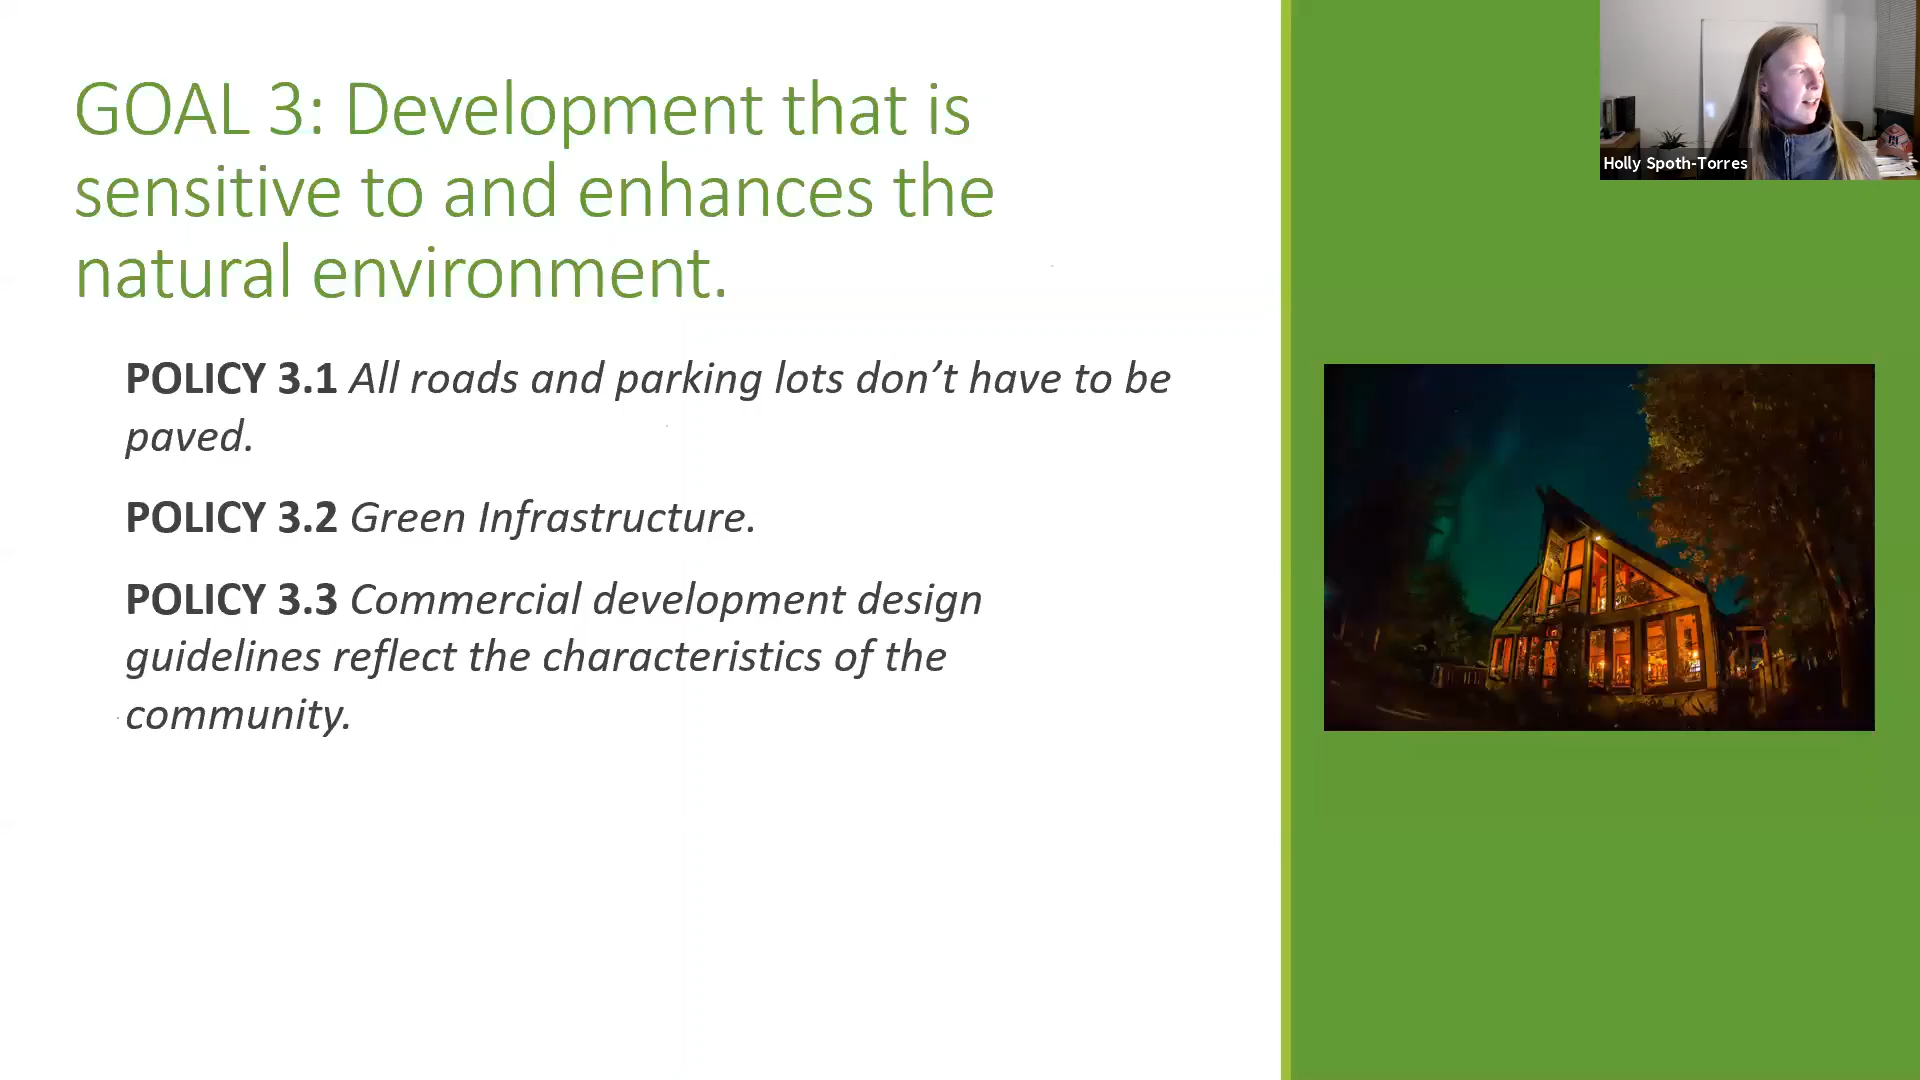 GOAL 3: Development that is
sensitive to and enhances the
natural environment.
POLICY 3.1 All roads and parking lots don’t have to be
paved.
POLICY 3.2 Green Infrastructure.
POLICY 3.3 Commercial development design
guidelines reflect the characteristics of the
community.
Holly Spoth-Torres